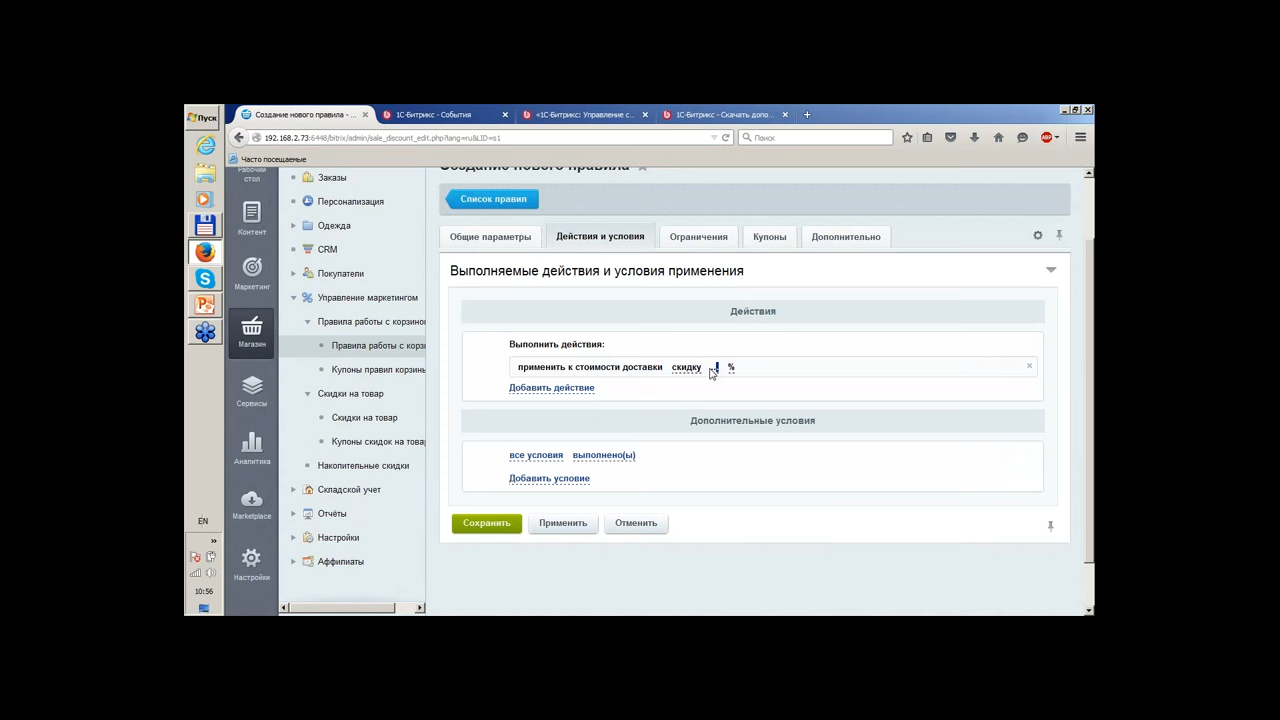 Пуск
Создание нового правила - ...
1С-Битрикс - События
«1С-Битрикс: Управление с...
1С-Битрикс - Скачать допо...
192.168.2.73:6448/bitrix/admin/sale_discount_edit.php?lang=ru&LID=s1
Поиск
Часто посещаемые
Рабочий стол
Контент
Маркетинг
Магазин
Сервисы
Аналитика
Marketplace
Настройки
Заказы
Персонализация
Одежда
CRM
Покупатели
Управление маркетингом
Правила работы с корзино
Правила работы с корзи
Купоны правил корзины
Скидки на товар
Скидки на товар
Купоны скидок на това
Накопительные скидки
Складской учет
Отчёты
Настройки
Аффилиаты
Создание нового правила
Список правил
Общие параметры
Действия и условия
Ограничения
Купоны
Дополнительно
Выполняемые действия и условия применения
Действия
Выполнить действия:
применить к стоимости доставки скидку ... %
Добавить действие
Дополнительные условия
все условия выполнено(ы)
Добавить условие
Сохранить
Применить
Отменить
EN
10:56